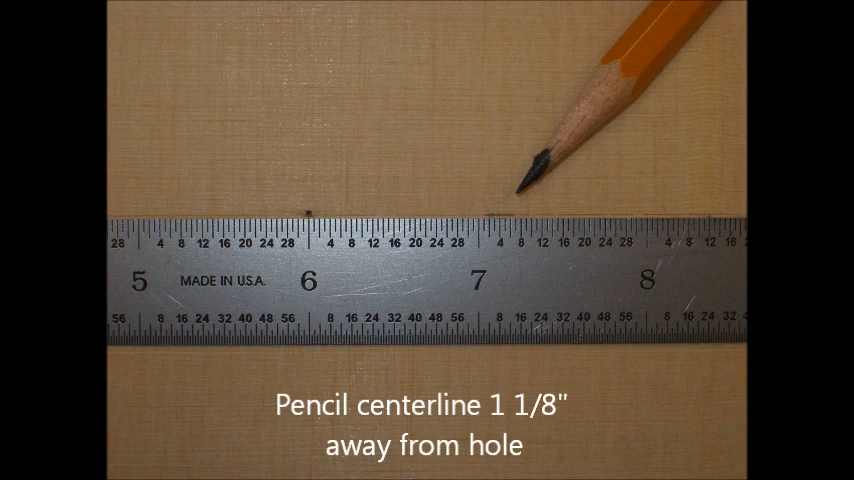 28 4 8 12 16 20 24 28 4 8 12 16 20 24 28 4 8 12 16 20 24 28 4 8 12 16
5 MADE IN U.S.A. 6 7 8
56 8 16 24 32 40 48 56 8 16 24 32 40 48 56 8 16 24 32 40 48 56 8 16 24 32
Pencil centerline 1 1/8"
away from hole